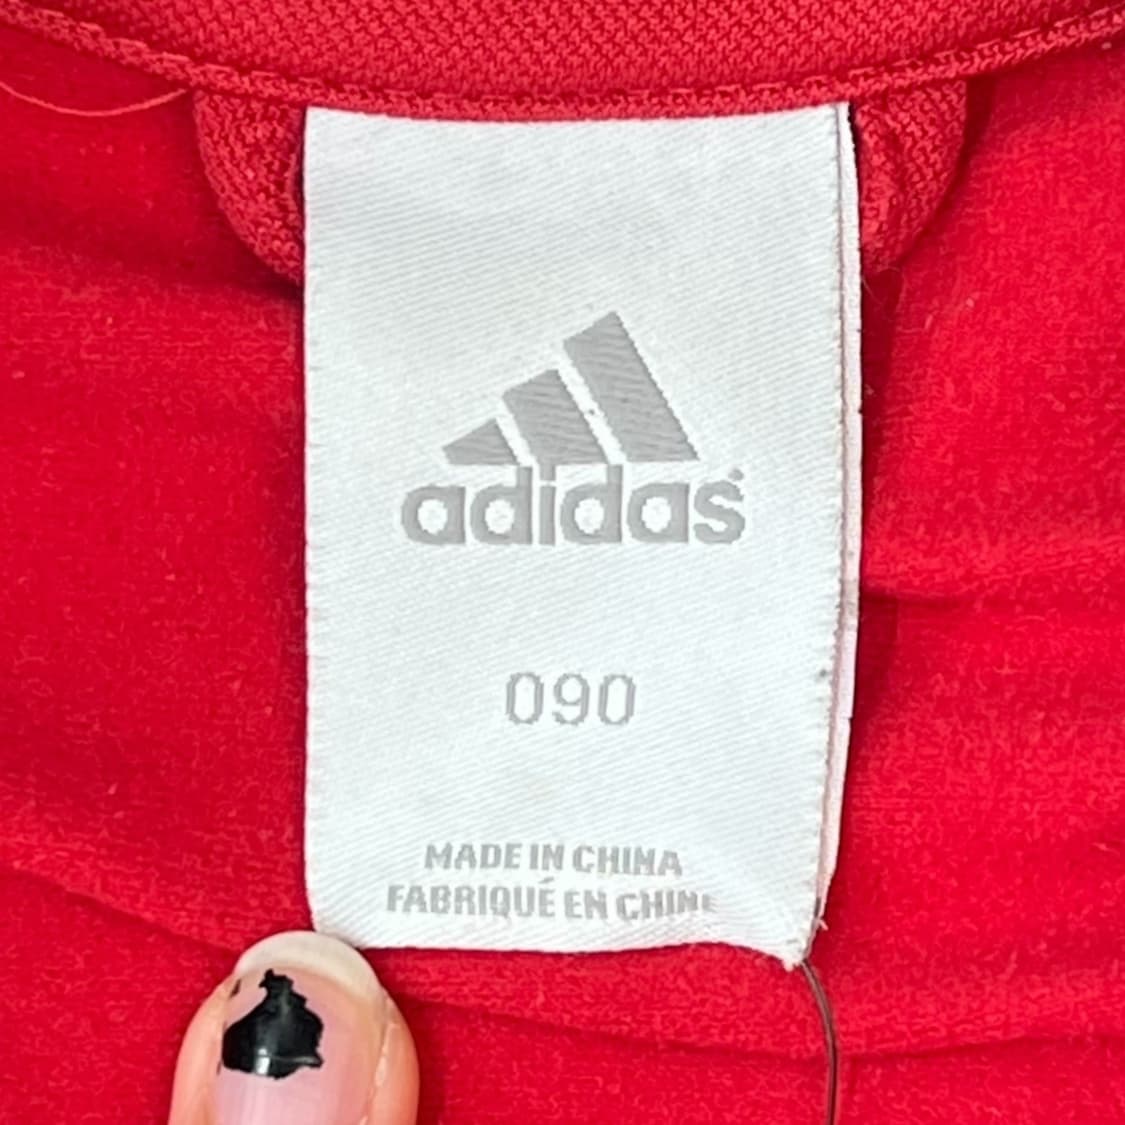 adidas
090
MADE IN CHINA
FABRIQUÉ EN CHINE